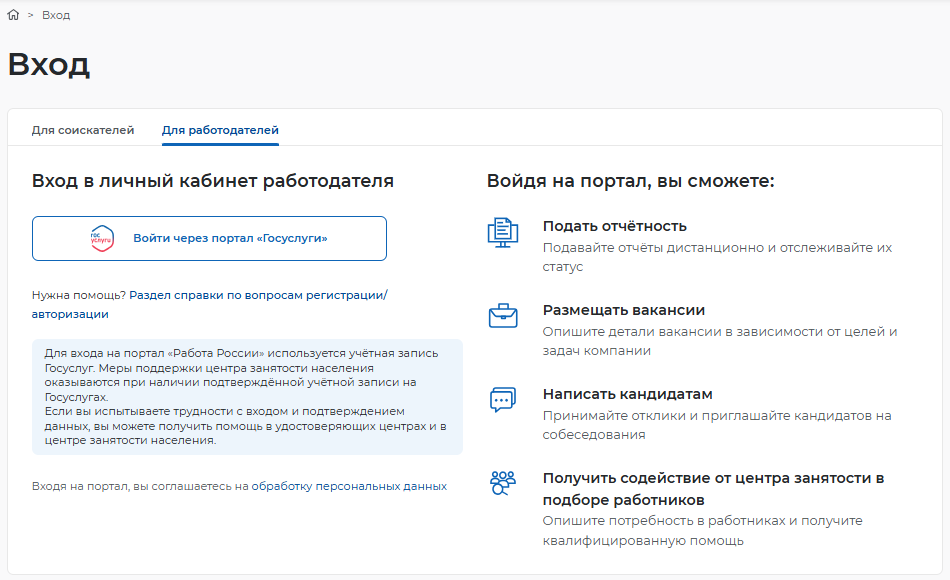 > Вход
Вход
Для соискателей Для работодателей
Вход в личный кабинет работодателя
гос
услуги
Войти через портал «Госуслуги»
Нужна помощь? Раздел справки по вопросам регистрации/
авторизации
Для входа на портал «Работа России» используется учётная запись
Госуслуг. Меры поддержки центра занятости населения
оказываются при наличии подтверждённой учётной записи на
Госуслугах.
Если вы испытываете трудности с входом и подтверждением
данных, вы можете получить помощь в удостоверяющих центрах и в
центре занятости населения.
Входя на портал, вы соглашаетесь на обработку персональных данных
Войдя на портал, вы сможете:
Подать отчётность
Подавайте отчёты дистанционно и отслеживайте их
статус
Размещать вакансии
Опишите детали вакансии в зависимости от целей и
задач компании
Написать кандидатам
Принимайте отклики и приглашайте кандидатов на
собеседования
Получить содействие от центра занятости в
подборе работников
Опишите потребность в работниках и получите
квалифицированную помощь